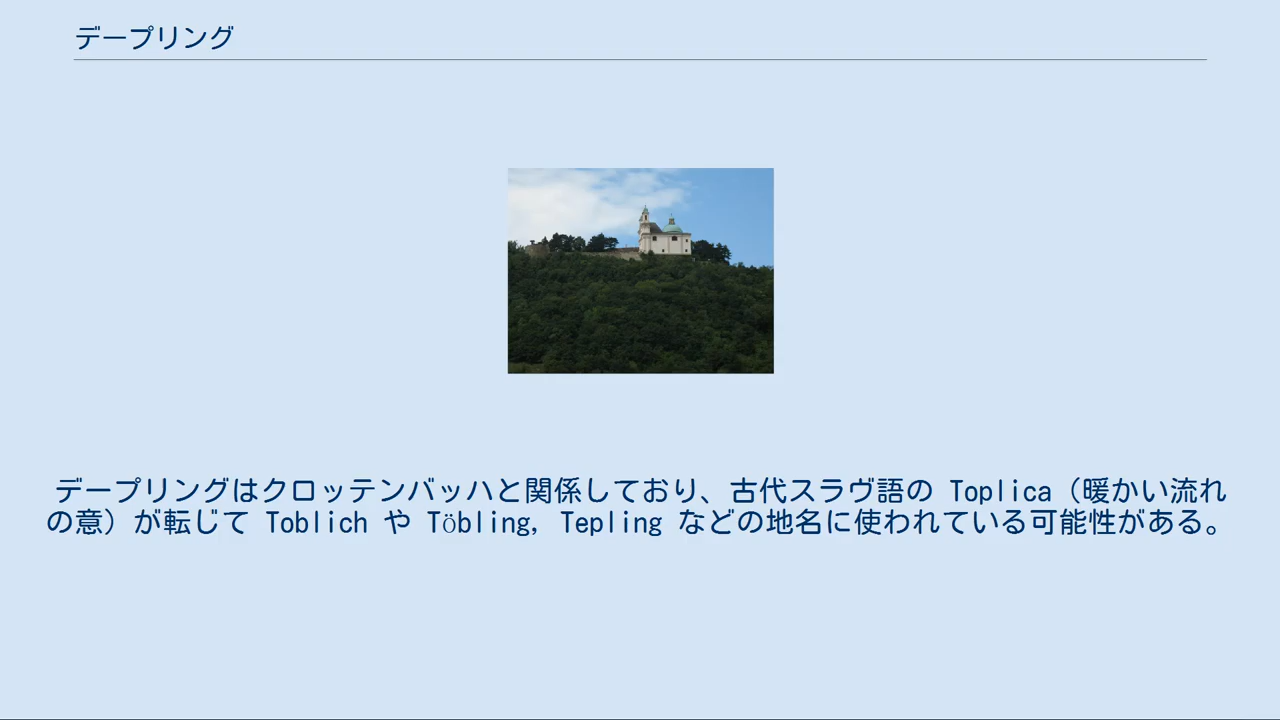 デープリング
デープリングはクロッテンバッハと関係しており、古代スラヴ語の Toplica（暖かい流れ
の意）が転じて Toblich や Töbling, Tepling などの地名に使われている可能性がある。